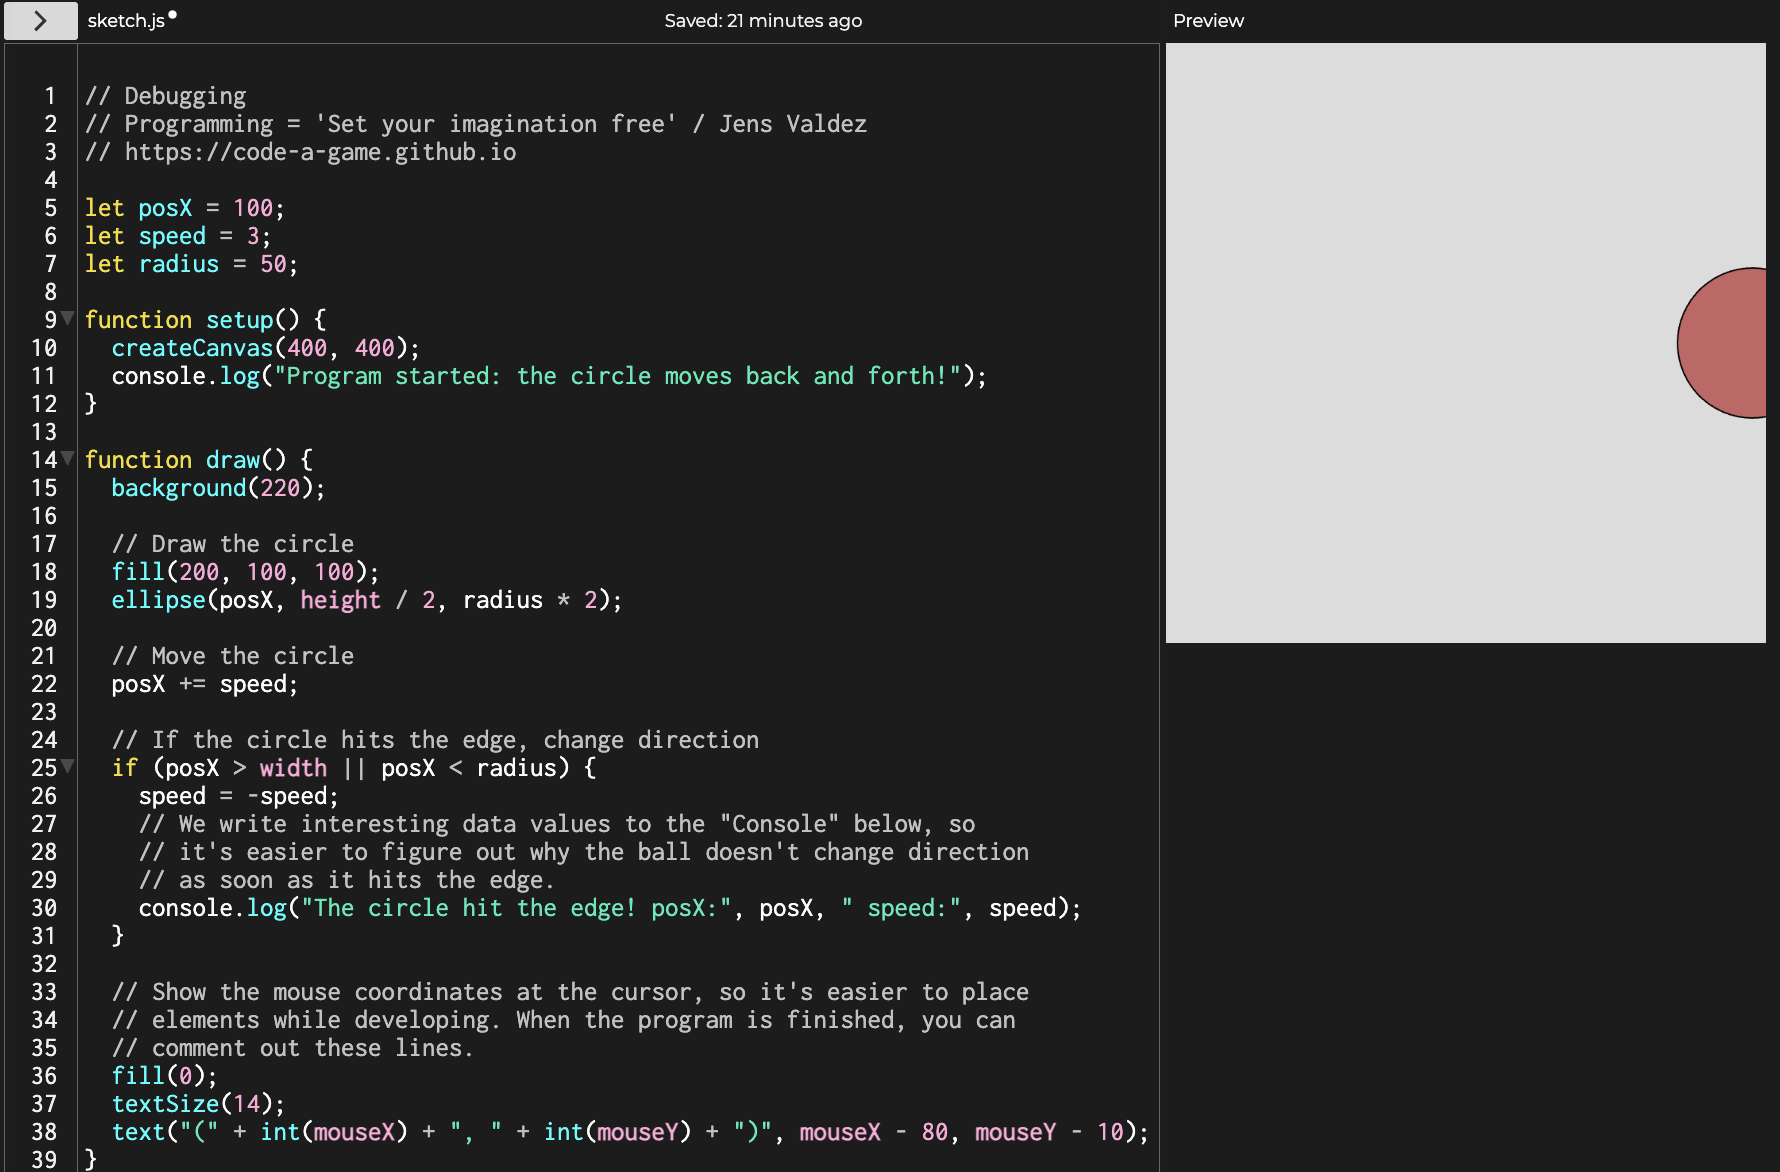 sketch.js
Saved: 21 minutes ago
Preview
1 // Debugging
2 // Programming = 'Set your imagination free' / Jens Valdez
3 // https://code-a-game.github.io
4
5 let posX = 100;
6 let speed = 3;
7 let radius = 50;
8
9 function setup() {
10   createCanvas(400, 400);
11   console.log("Program started: the circle moves back and forth!");
12 }
13
14 function draw() {
15   background(220);
16
17   // Draw the circle
18   fill(200, 100, 100);
19   ellipse(posX, height / 2, radius * 2);
20
21   // Move the circle
22   posX += speed;
23
24   // If the circle hits the edge, change direction
25   if (posX > width || posX < radius) {
26     speed = -speed;
27     // We write interesting data values to the "Console" below, so
28     // it's easier to figure out why the ball doesn't change direction
29     // as soon as it hits the edge.
30     console.log("The circle hit the edge! posX:", posX, " speed:", speed);
31   }
32
33   // Show the mouse coordinates at the cursor, so it's easier to place
34   // elements while developing. When the program is finished, you can
35   // comment out these lines.
36   fill(0);
37   textSize(14);
38   text("(" + int(mouseX) + ", " + int(mouseY) + ")", mouseX - 80, mouseY - 10);
39 }